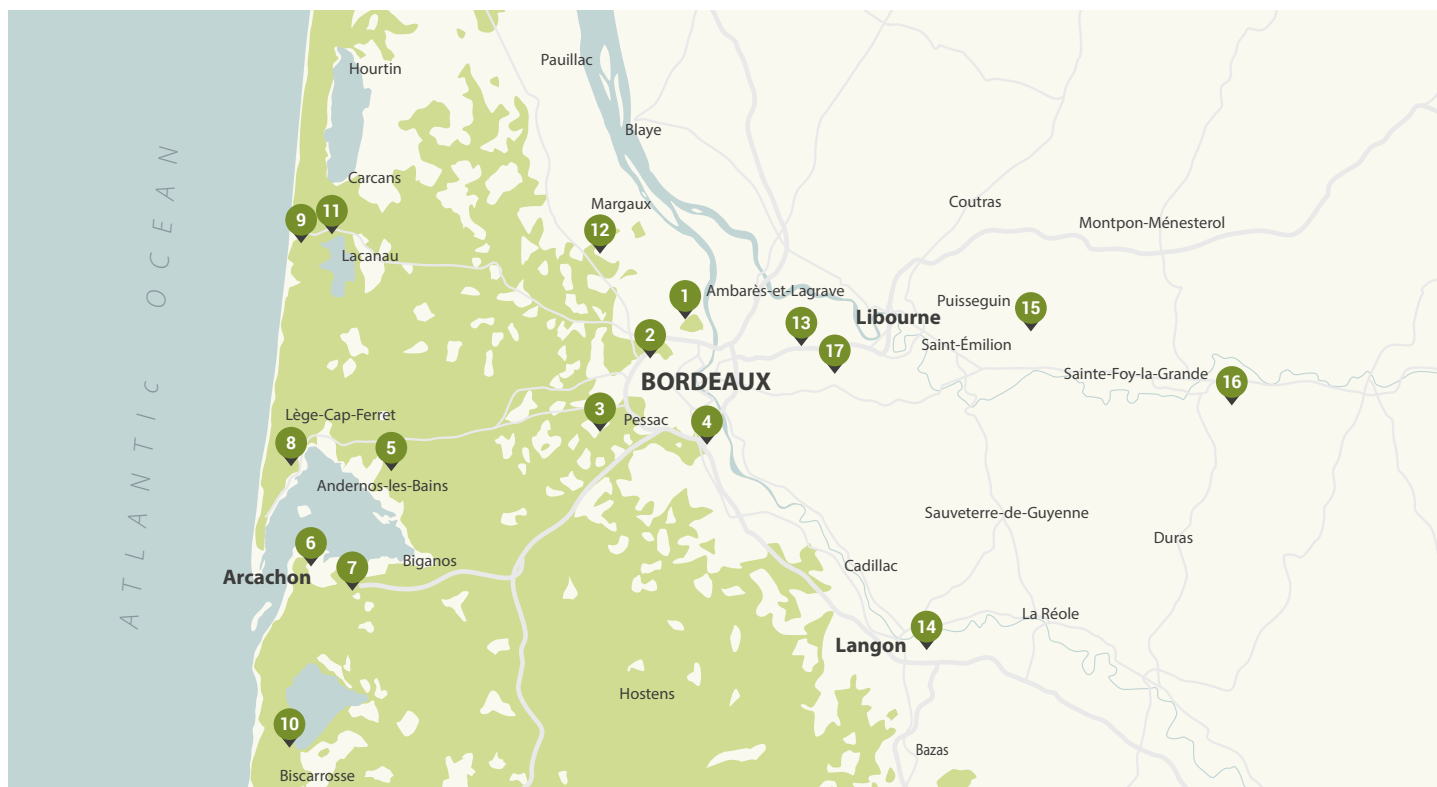 Pauillac
Hourtin
Blaye
Carcans
Margaux
Coutras
Montpon-Ménesterol
9
11
12
Lacanau
1
Ambarès-et-Lagrave
Puisseguin
15
13
Libourne
2
17
Saint-Émilion
BORDEAUX
Sainte-Foy-la-Grande
16
3
Lège-Cap-Ferret
Pessac
4
8
5
Andernos-les-Bains
ATLANTIC OCEAN
Sauveterre-de-Guyenne
Duras
6
Biganos
7
Arcachon
Cadillac
La Réole
14
Langon
Hostens
10
Bazas
Biscarrosse